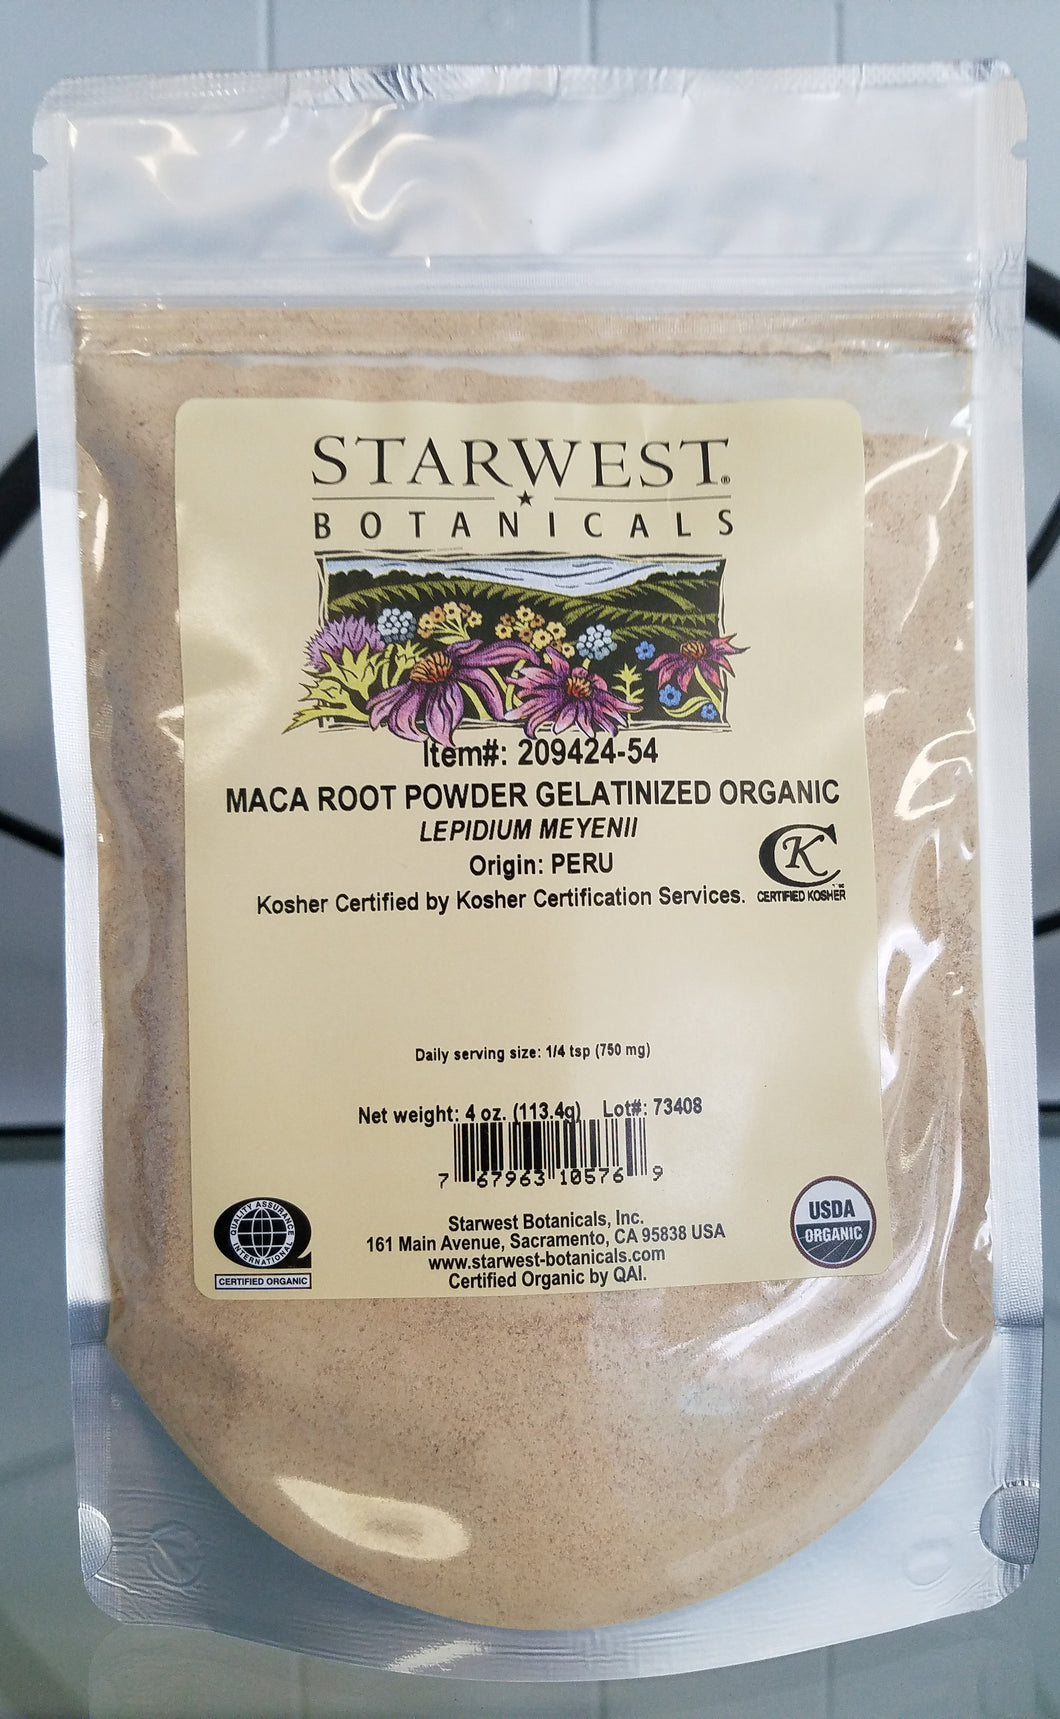 STARWEST®
BOTANICALS
Item#: 209424-54
MACA ROOT POWDER GELATINIZED ORGANIC
LEPIDIUM MEYENII
Origin: PERU
Kosher Certified by Kosher Certification Services.
CK
™
CERTIFIED KOSHER
Daily serving size: 1/4 tsp (750 mg)
Net weight: 4 oz. (113.4g) Lot#: 73408
7 67963 10576 9
Starwest Botanicals, Inc.
161 Main Avenue, Sacramento, CA 95838 USA
www.starwest-botanicals.com
Certified Organic by QAI.
QUALITY ASSURANCE
INTERNATIONAL
CERTIFIED ORGANIC
USDA
ORGANIC